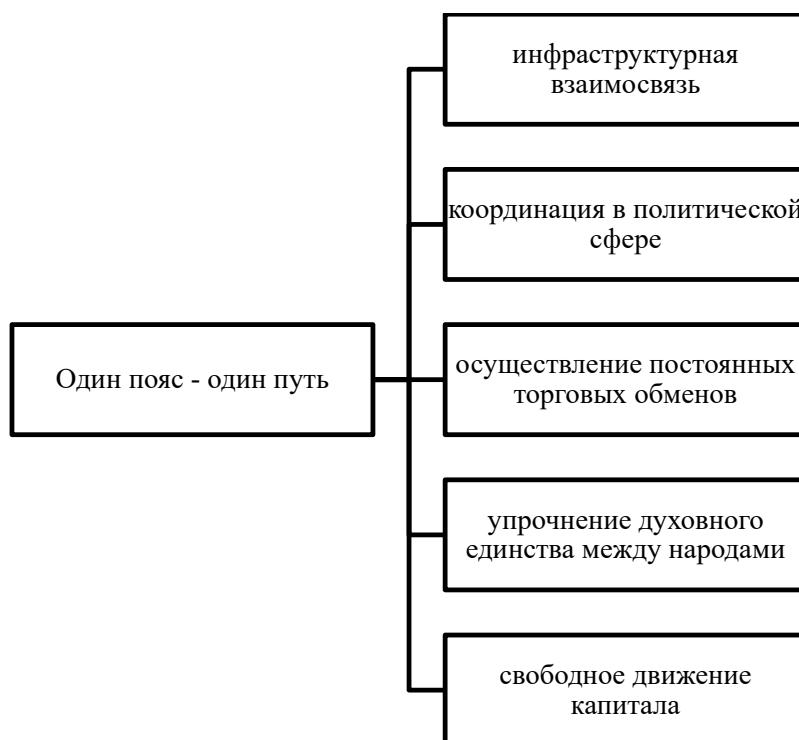 инфраструктурная
взаимосвязь
координация в политической
сфере
Один пояс - один путь
осуществление постоянных
торговых обменов
упрочнение духовного
единства между народами
свободное движение
капитала